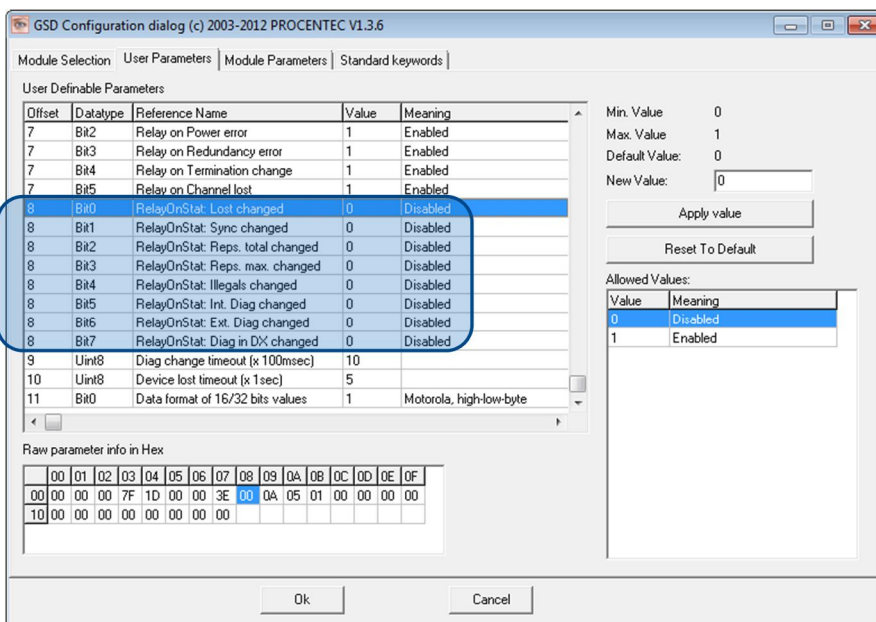 GSD Configuration dialog (c) 2003-2012 PROCENTEC V1.3.6
Module Selection User Parameters Module Parameters Standard keywords
User Definable Parameters
Offset Datatype Reference Name Value Meaning
7 Bit2 Relay on Power error 1 Enabled
7 Bit3 Relay on Redundancy error 1 Enabled
7 Bit4 Relay on Termination change 1 Enabled
7 Bit5 Relay on Channel lost 1 Enabled
8 Bit0 RelayOnStat: Lost changed 0 Disabled
8 Bit1 RelayOnStat: Sync changed 0 Disabled
8 Bit2 RelayOnStat: Reps. total changed 0 Disabled
8 Bit3 RelayOnStat: Reps. max. changed 0 Disabled
8 Bit4 RelayOnStat: Illegals changed 0 Disabled
8 Bit5 RelayOnStat: Int. Diag changed 0 Disabled
8 Bit6 RelayOnStat: Ext. Diag changed 0 Disabled
8 Bit7 RelayOnStat: Diag in DX changed 0 Disabled
9 Uint8 Diag change timeout (x 100msec) 10
10 Uint8 Device lost timeout (x 1sec) 5
11 Bit0 Data format of 16/32 bits values 1 Motorola, high-low-byte
Raw parameter info in Hex
00 01 02 03 04 05 06 07 08 09 0A 0B 0C 0D 0E 0F
00 00 00 00 7F 1D 00 00 3E 00 0A 05 01 00 00 00 00
10 00 00 00 00 00 00 00 00
Min. Value 0
Max. Value 1
Default Value: 0
New Value: 0
Apply value
Reset To Default
Allowed Values:
Value Meaning
0 Disabled
1 Enabled
Ok Cancel